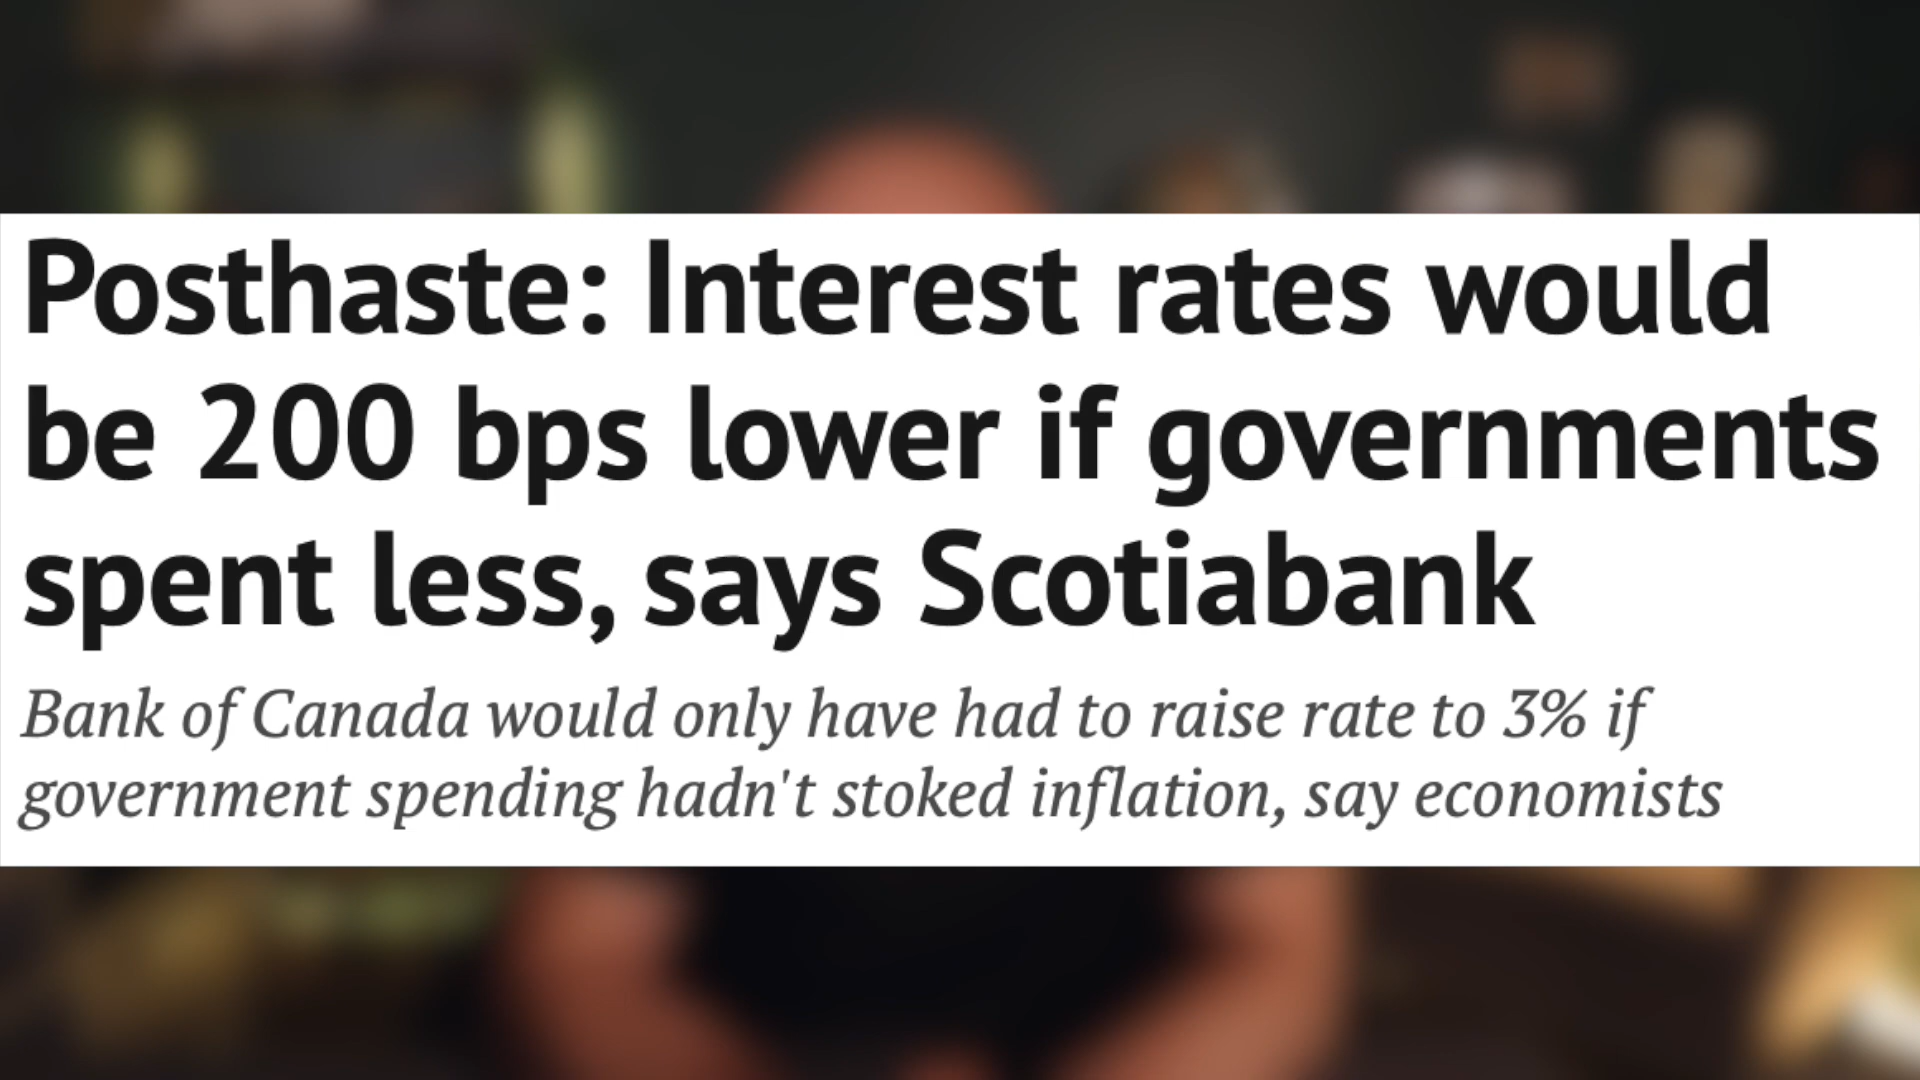 Posthaste: Interest rates would
be 200 bps lower if governments
spent less, says Scotiabank
Bank of Canada would only have had to raise rate to 3% if
government spending hadn't stoked inflation, say economists